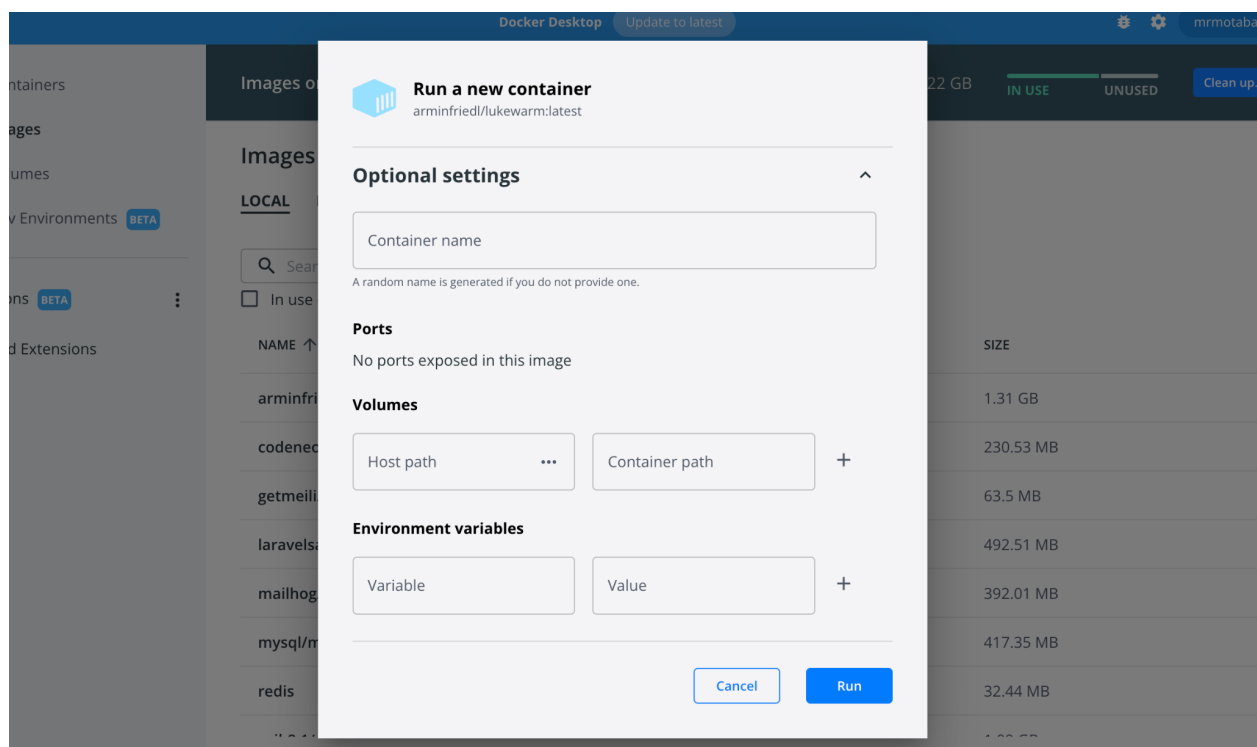 Docker Desktop Update to latest
mrmotaba
ntainers
ages
umes
v Environments BETA
ons BETA
d Extensions
Images o
22 GB
IN USE
UNUSED
Clean up.
Images
LOCAL
Sear
In use
NAME ↑
SIZE
arminfri
1.31 GB
codened
230.53 MB
getmeili
63.5 MB
laravelsa
492.51 MB
mailhog
392.01 MB
mysql/m
417.35 MB
redis
32.44 MB
Run a new container
arminfriedl/lukewarm:latest
Optional settings
Container name
A random name is generated if you do not provide one.
Ports
No ports exposed in this image
Volumes
Host path ••• Container path +
Environment variables
Variable Value +
Cancel Run